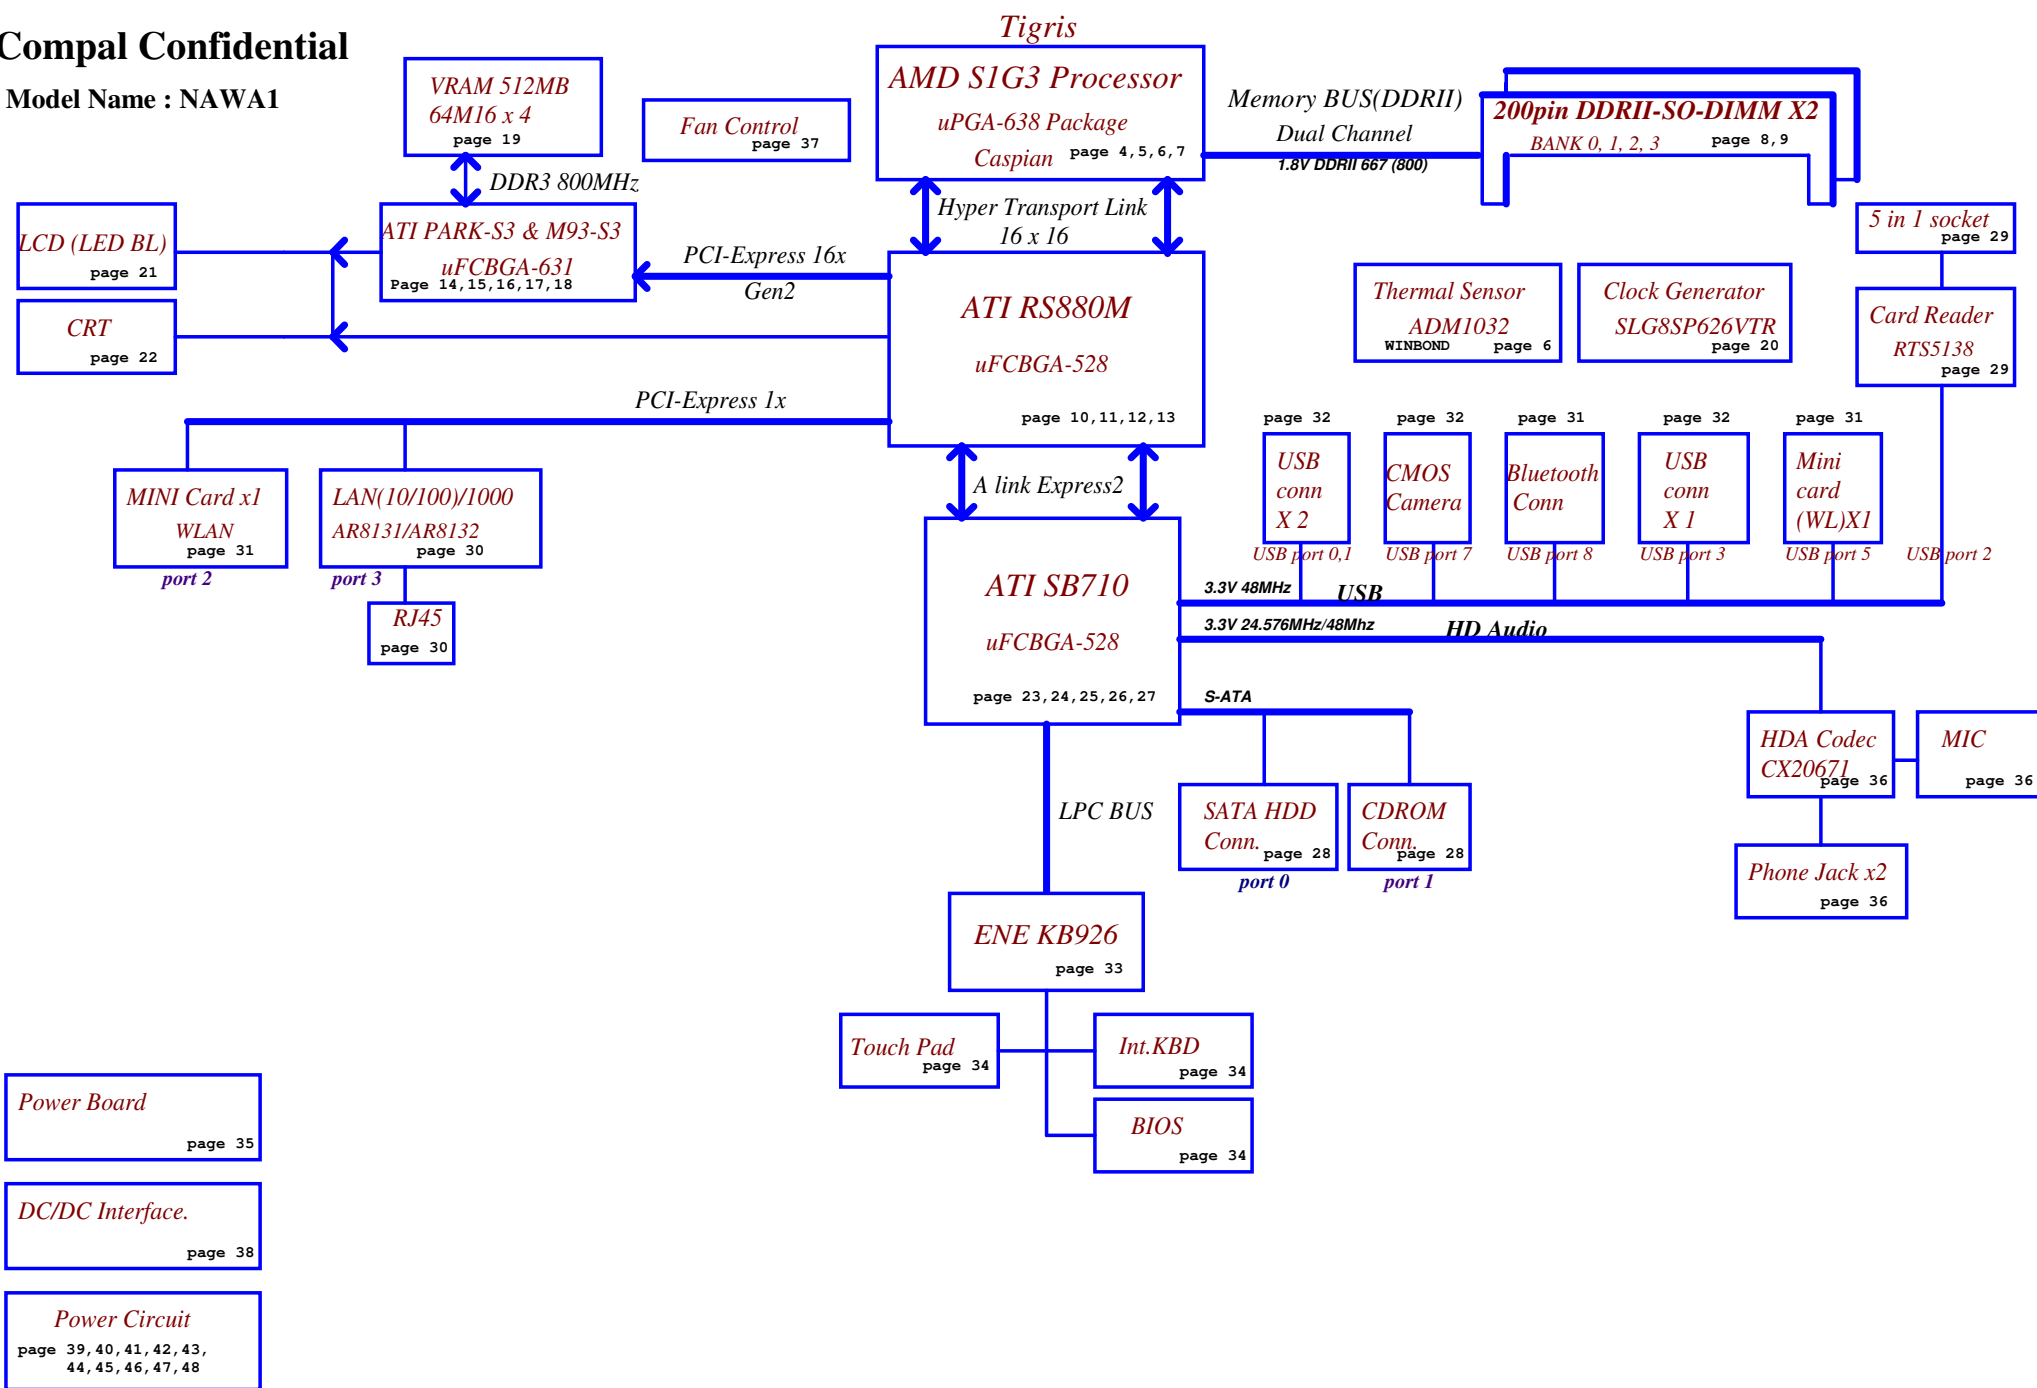 Compal Confidential
Model Name : NAWA1
Tigris
AMD S1G3 Processor
uPGA-638 Package
Caspian
page 4,5,6,7
VRAM 512MB
64M16 x 4
page 19
Fan Control
page 37
Memory BUS(DDRII)
Dual Channel
1.8V DDRII 667 (800)
200pin DDRII-SO-DIMM X2
BANK 0, 1, 2, 3
page 8,9
DDR3 800MHz
Hyper Transport Link
16 x 16
LCD (LED BL)
page 21
ATI PARK-S3 & M93-S3
uFCBGA-631
Page 14,15,16,17,18
PCI-Express 16x
Gen2
CRT
page 22
ATI RS880M
uFCBGA-528
page 10,11,12,13
Thermal Sensor
ADM1032
WINBOND
page 6
Clock Generator
SLG8SP626VTR
page 20
5 in 1 socket
page 29
Card Reader
RTS5138
page 29
PCI-Express 1x
MINI Card x1
WLAN
page 31
port 2
LAN(10/100)/1000
AR8131/AR8132
page 30
port 3
RJ45
page 30
A link Express2
page 32
USB
conn
X 2
USB port 0,1
page 32
CMOS
Camera
USB port 7
page 31
Bluetooth
Conn
USB port 8
page 32
USB
conn
X 1
USB port 3
page 31
Mini
card
(WL)X1
USB port 5
USB port 2
ATI SB710
uFCBGA-528
page 23,24,25,26,27
3.3V 48MHz
USB
3.3V 24.576MHz/48Mhz
HD Audio
S-ATA
HDA Codec
CX20671
page 36
MIC
page 36
Phone Jack x2
page 36
LPC BUS
SATA HDD
Conn.
page 28
port 0
CDROM
Conn.
page 28
port 1
ENE KB926
page 33
Touch Pad
page 34
Int.KBD
page 34
BIOS
page 34
Power Board
page 35
DC/DC Interface.
page 38
Power Circuit
page 39,40,41,42,43,
44,45,46,47,48